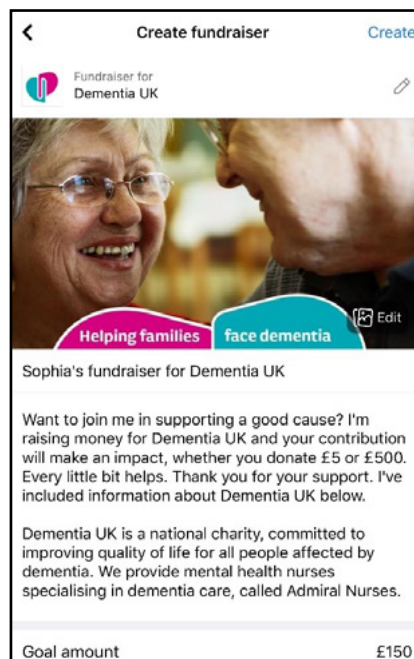 Create fundraiser Create
Fundraiser for
Dementia UK
Edit
Helping families face dementia
Sophia's fundraiser for Dementia UK
Want to join me in supporting a good cause? I'm
raising money for Dementia UK and your contribution
will make an impact, whether you donate £5 or £500.
Every little bit helps. Thank you for your support. I've
included information about Dementia UK below.
Dementia UK is a national charity, committed to
improving quality of life for all people affected by
dementia. We provide mental health nurses
specialising in dementia care, called Admiral Nurses.
Goal amount £150